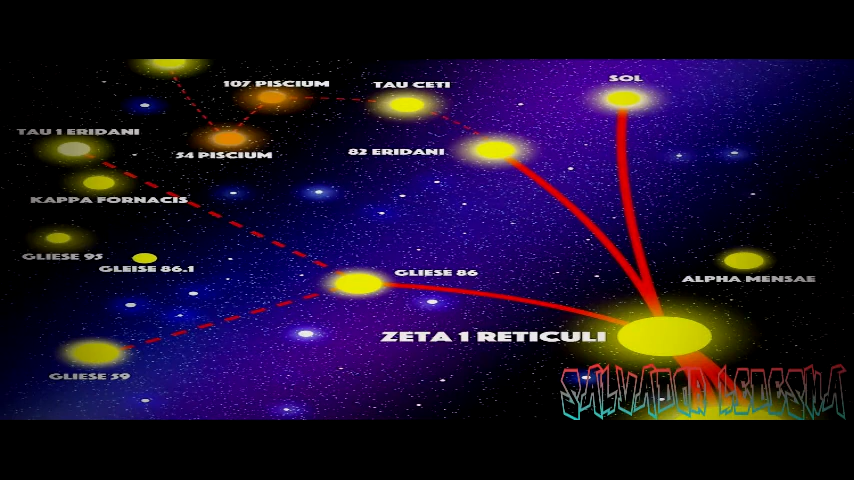 SOL
107 PISCIUM
TAU CETI
TAU 1 ERIDANI
54 PISCIUM
82 ERIDANI
KAPPA FORNACIS
GLIESE 95
GLEISE 86.1
GLIESE 86
ALPHA MENSAE
ZETA 1 RETICULI
GLIESE 59